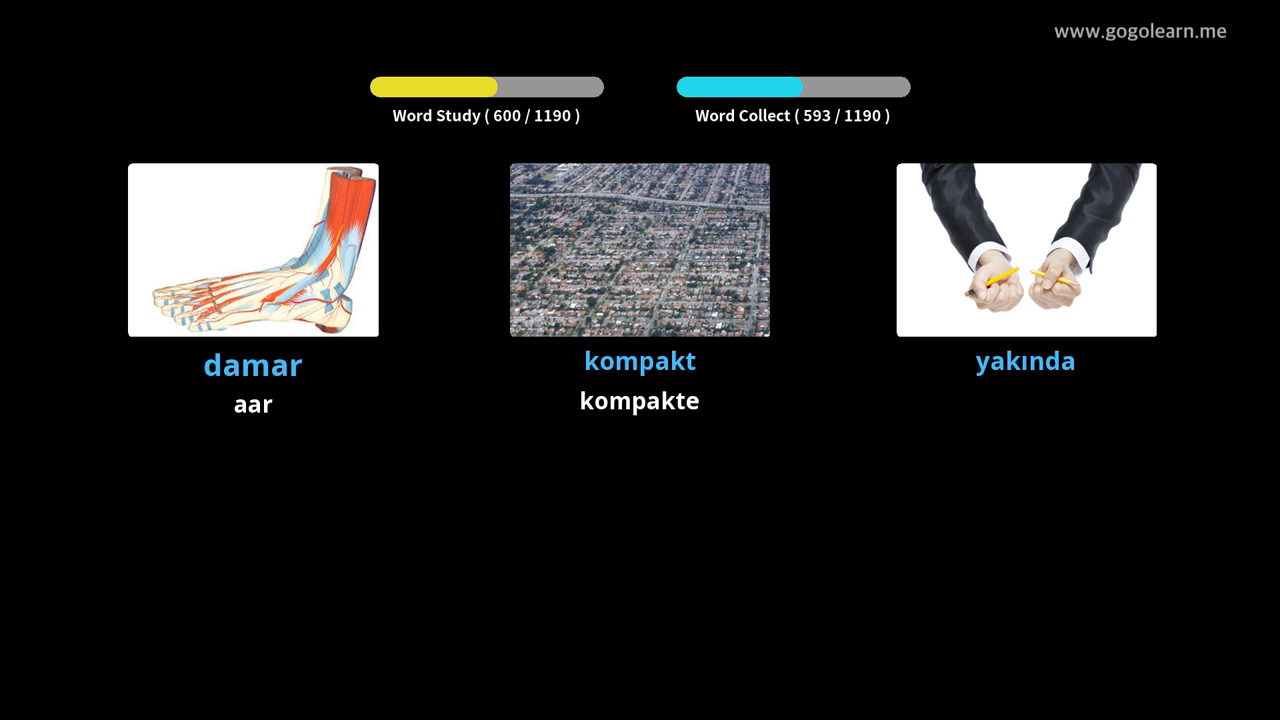 www.gogolearn.me
Word Study ( 600 / 1190 )
Word Collect ( 593 / 1190 )
damar
aar
kompakt
kompakte
yakında